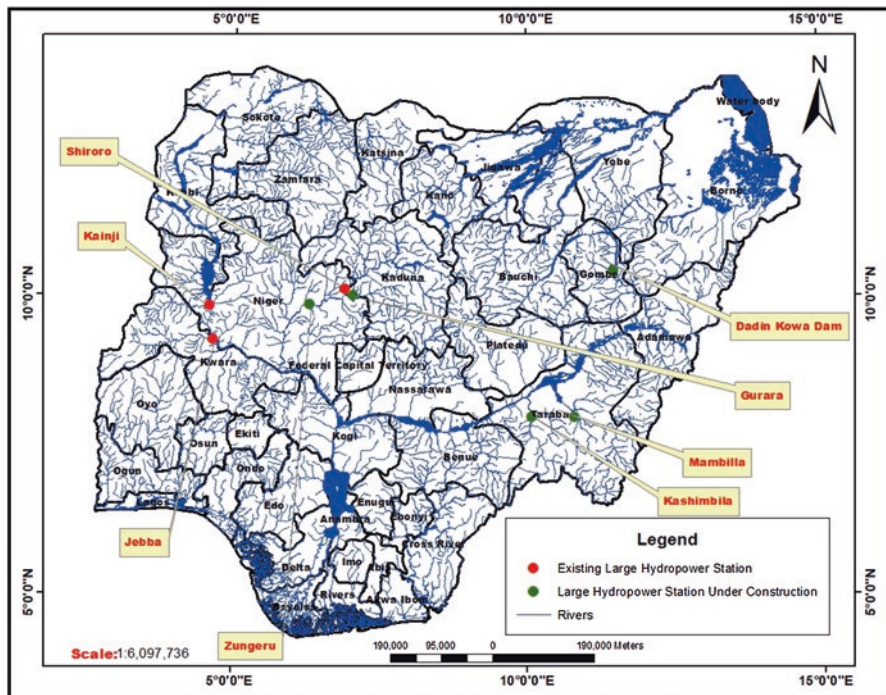 5°0'0"E
10°0'0"E
15°0'0"E
N
Water body
Sokoto
Shiroro
Katsina
Jigawa
Yobe
Zamfara
Kano
Borno
Kainji
Kaduna
Bauchi
Gombe
10°0'0"N
10°0'0"N
Niger
Dadin Kowa Dam
Adamawa
Plateau
Kwara
Federal Capital Territory
Gurara
Nassarawa
Oyo
Taraba
Ekiti
Kogi
Osun
Benue
Mambilla
Ogun
Ondo
Kashimbila
Lagos
Edo
Enugu
Anambra
Ebonyi
Legend
Jebba
Cross River
Existing Large Hydropower Station
Imo
Abia
Delta
Large Hydropower Station Under Construction
5°0'0"N
5°0'0"N
Rivers
Akwa Ibom
Rivers
Bayelsa
Zungeru
Scale:1:6,097,736
190,000 95,000 0 190,000 Meters
5°0'0"E
10°0'0"E
15°0'0"E